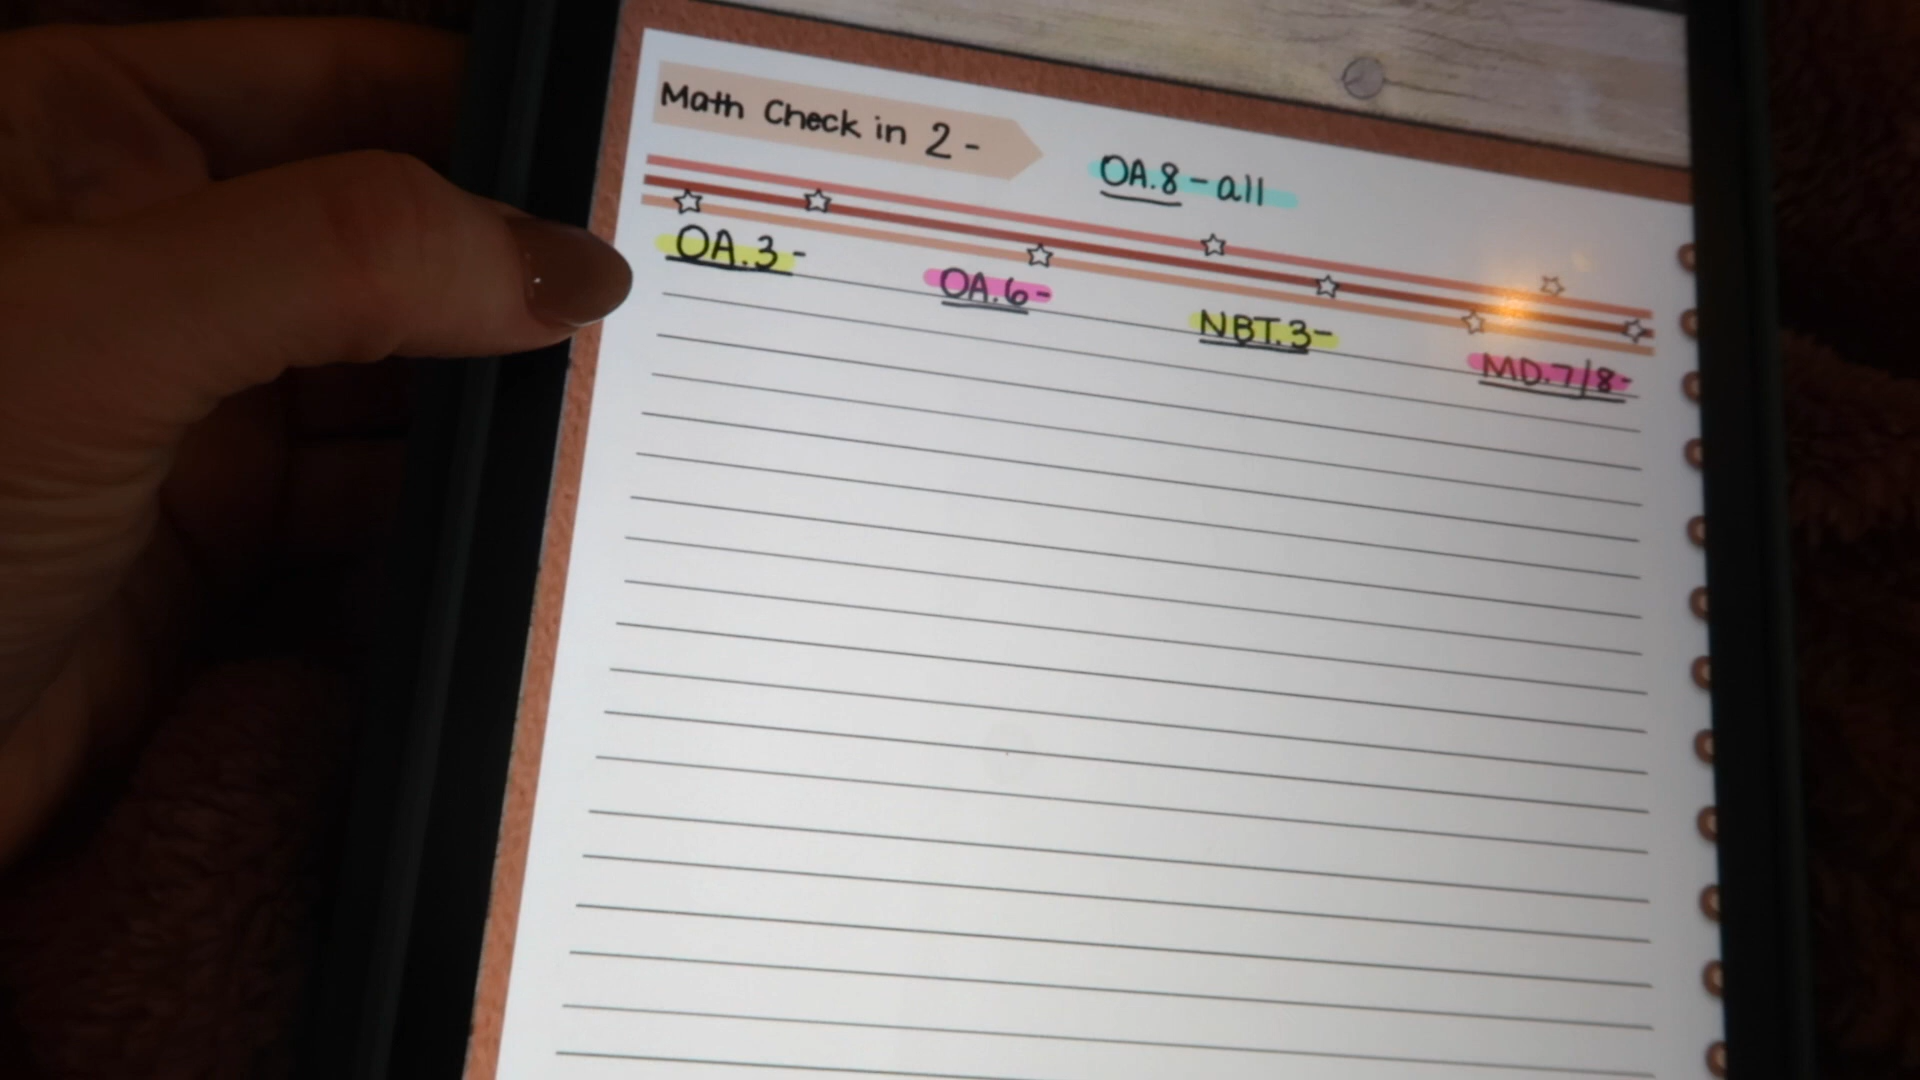 Math Check in 2 -
OA.8 - all
OA.3 -
OA.6 -
NBT.3 -
MD.7/8 -